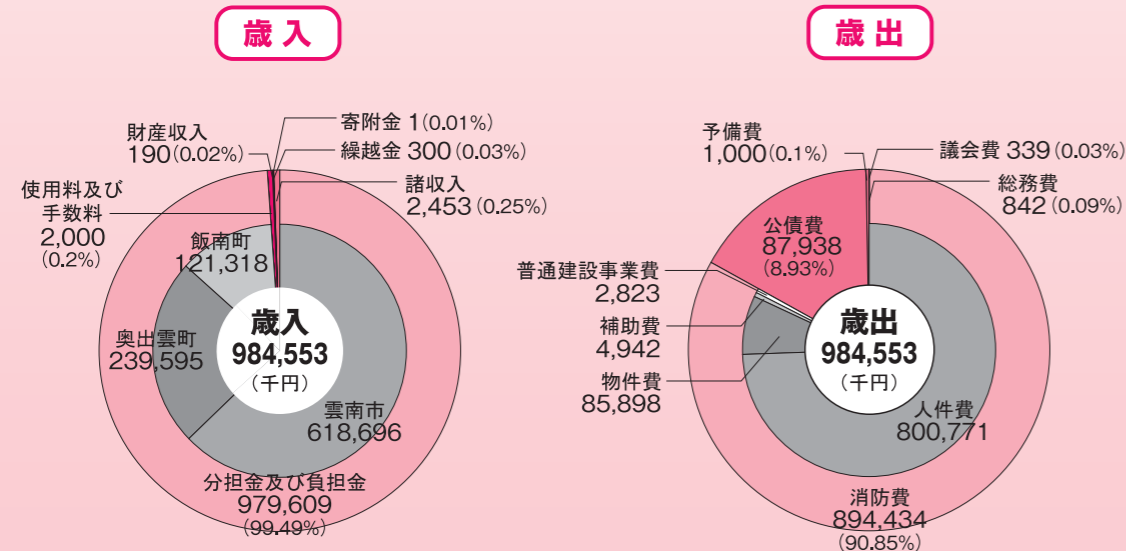 歳入
財産収入
190(0.02%)
寄附金 1(0.01%)
繰越金 300(0.03%)
諸収入
2,453(0.25%)
使用料及び
手数料
2,000
(0.2%)
飯南町
121,318
奥出雲町
239,595
歳入
984,553
(千円)
雲南市
618,696
分担金及び負担金
979,609
(99.49%)
歳出
予備費
1,000(0.1%)
議会費 339(0.03%)
総務費
842(0.09%)
公債費
87,938
(8.93%)
普通建設事業費
2,823
補助費
4,942
物件費
85,898
歳出
984,553
(千円)
人件費
800,771
消防費
894,434
(90.85%)